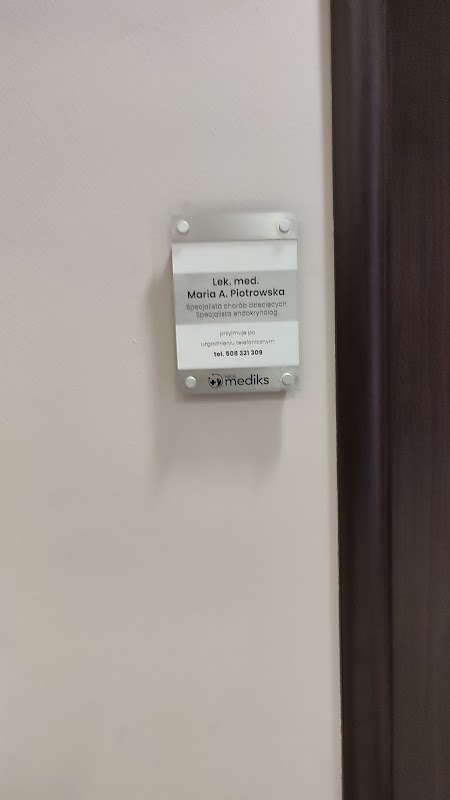 Lek. med.
Maria A. Piotrowska
Specjalista chorób dziecięcych
Specjalista endokrynolog
przyjmuje po
uzgodnieniu telefonicznym
tel. 508 321 309
mediks